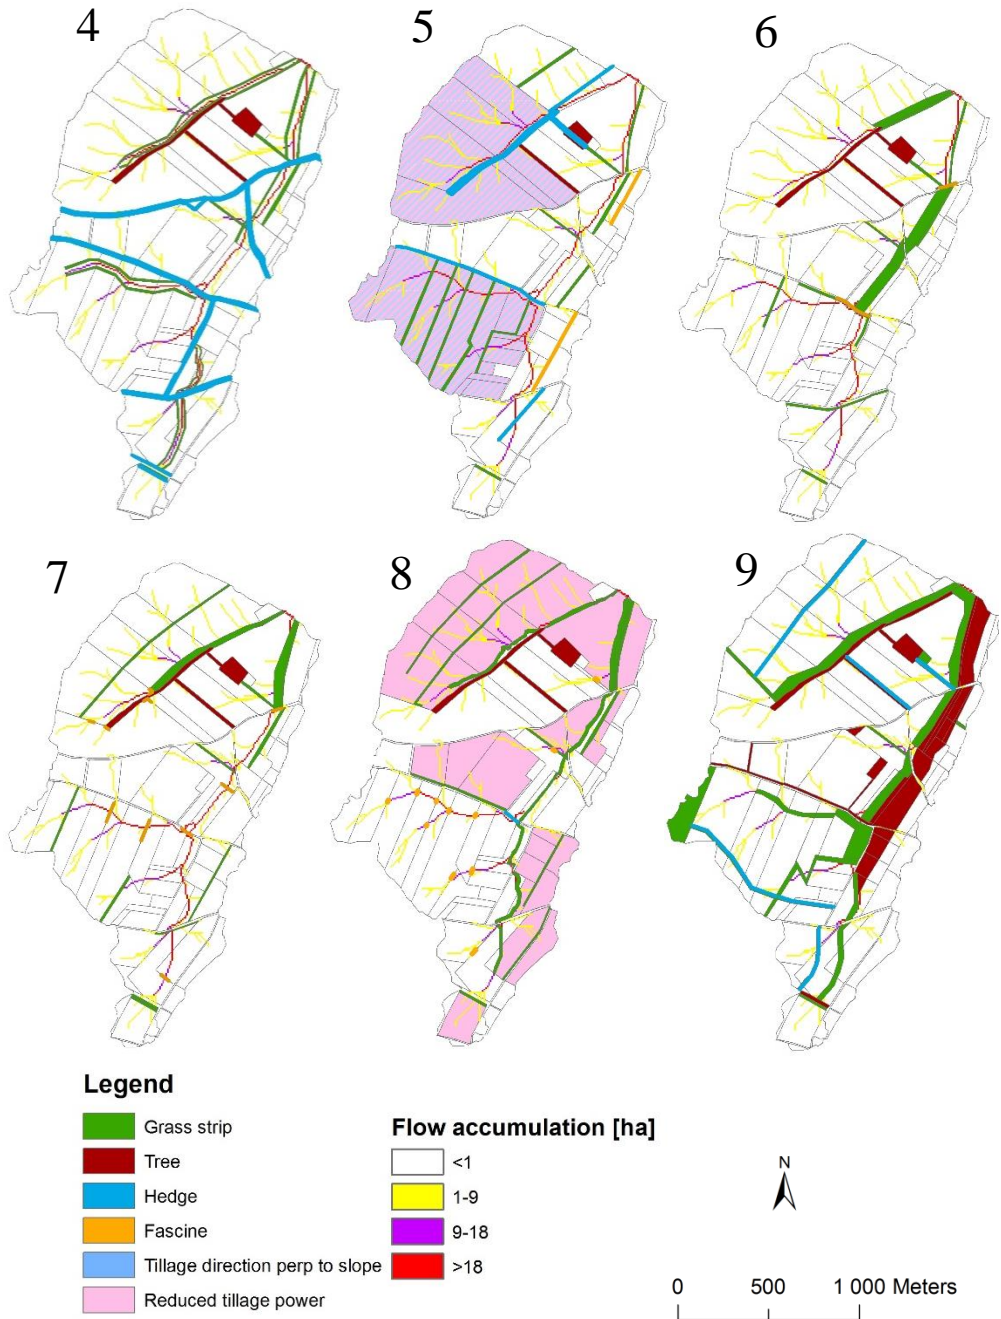 4
5
6
7
8
9
Legend
Grass strip
Tree
Hedge
Fascine
Tillage direction perp to slope
Reduced tillage power
Flow accumulation [ha]
<1
1-9
9-18
>18
N
0 500 1 000 Meters